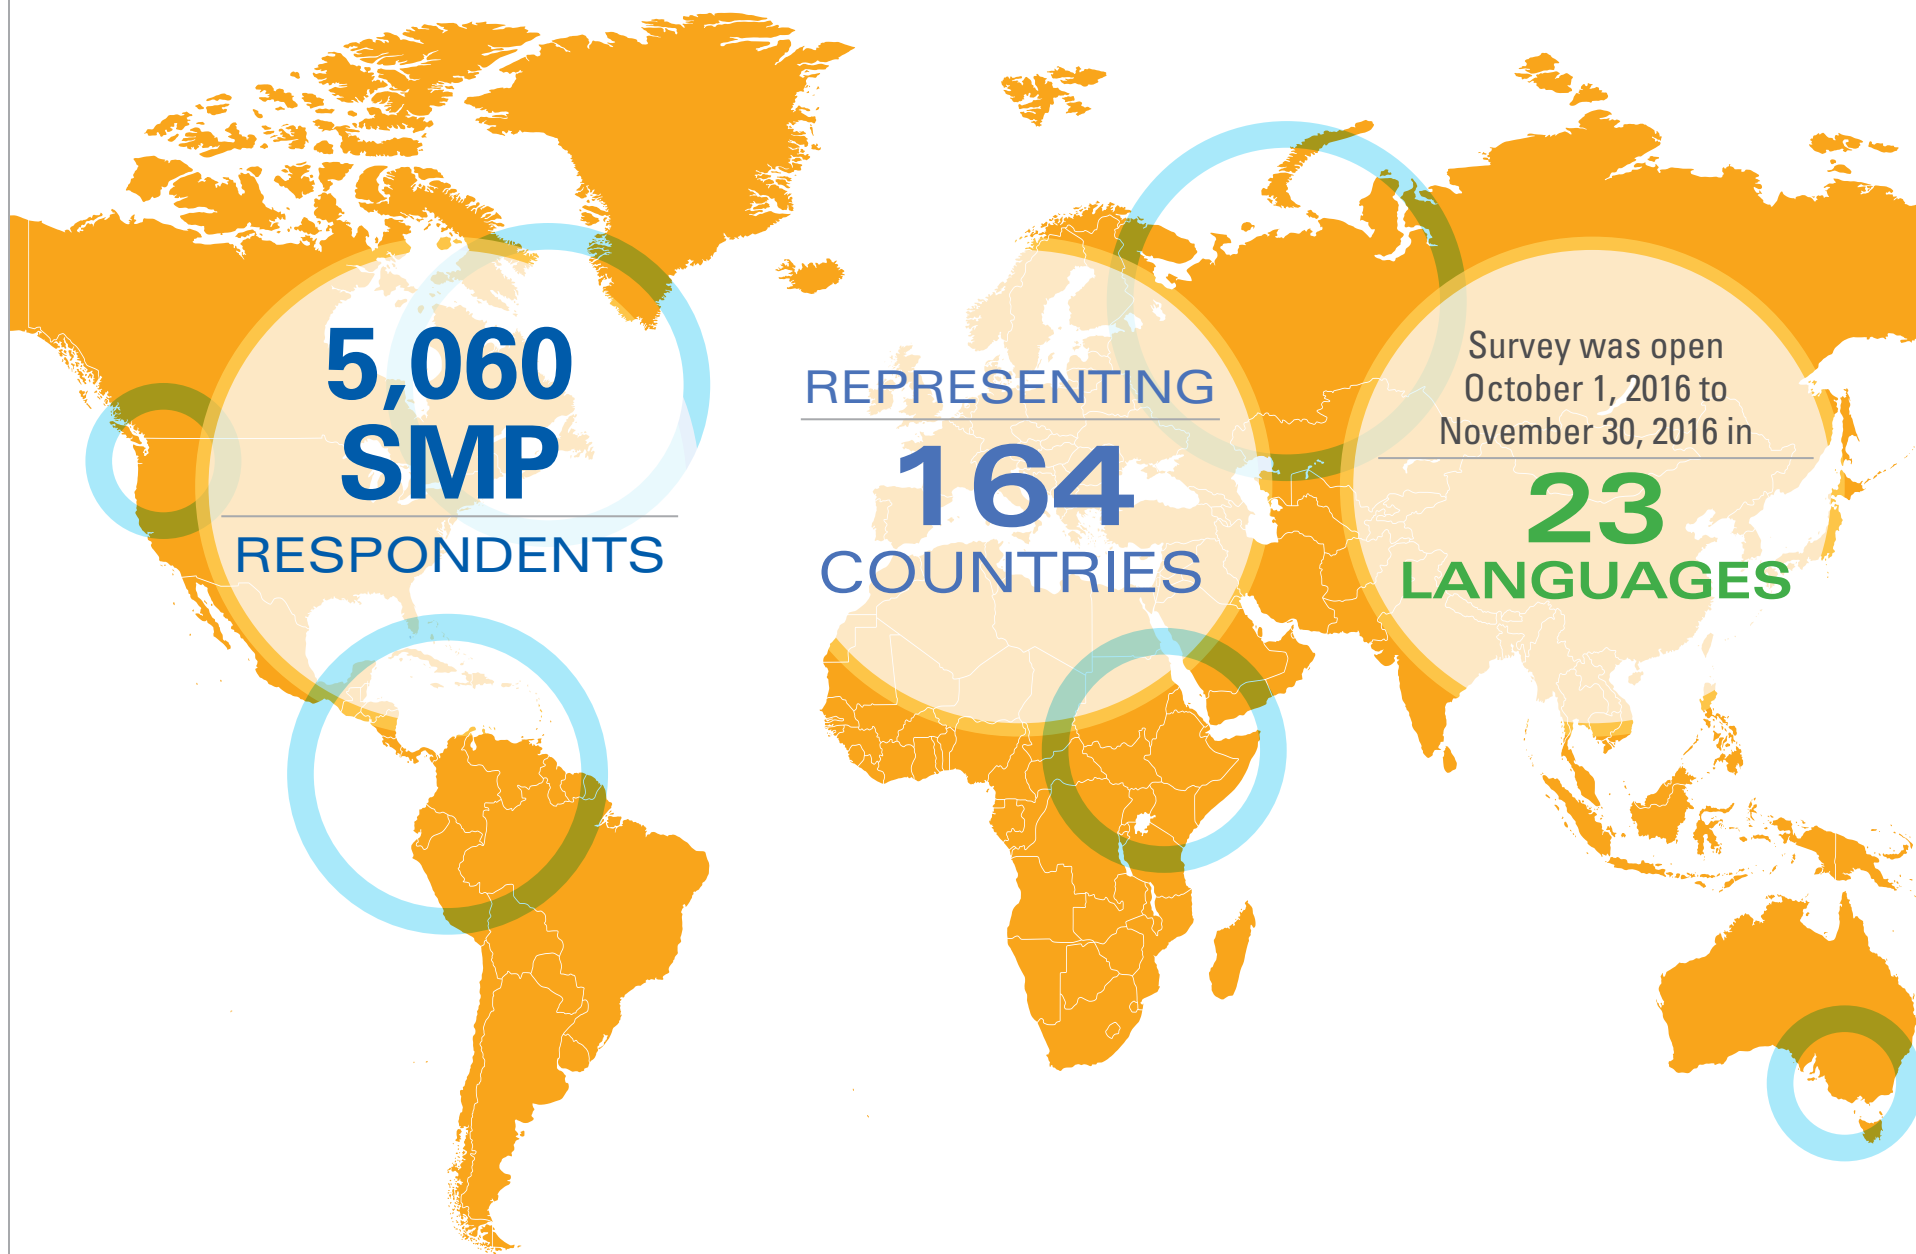 5,060
SMP
RESPONDENTS
REPRESENTING
164
COUNTRIES
Survey was open
October 1, 2016 to
November 30, 2016 in
23
LANGUAGES